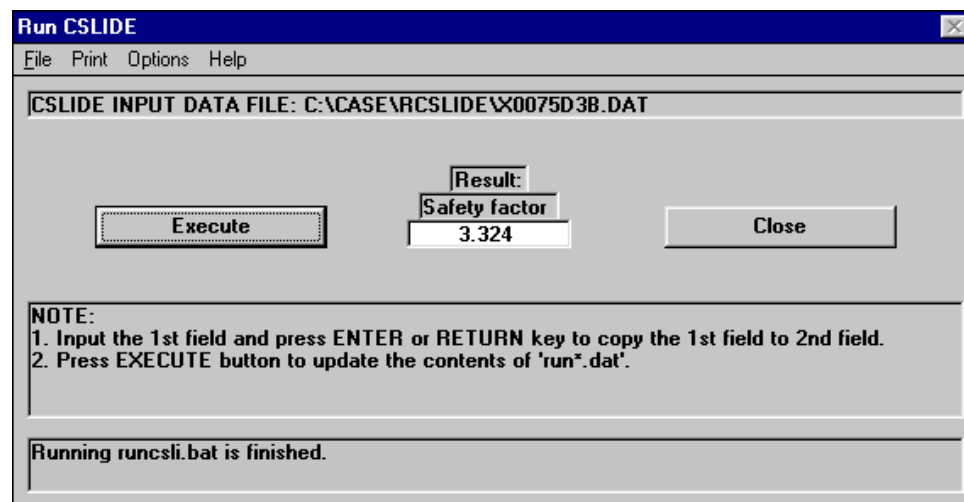 Run CSLIDE
File Print Options Help
CSLIDE INPUT DATA FILE: C:\CASE\RCSLIDE\X0075D3B.DAT
Result:
Safety factor
Execute
3.324
Close
NOTE:
1. Input the 1st field and press ENTER or RETURN key to copy the 1st field to 2nd field.
2. Press EXECUTE button to update the contents of 'run*.dat'.
Running runcsli.bat is finished.